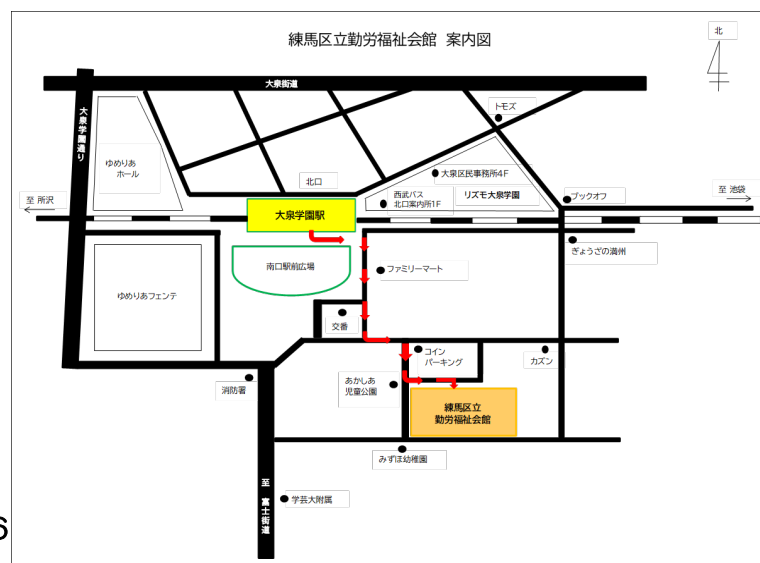 練馬区立勤労福祉会館 案内図
北
大泉街道
大泉学園通り
トモズ
ゆめりあ
ホール
北口
大泉区民事務所4F
西武バス
北口案内所1F
リズモ大泉学園
ブックオフ
至 所沢
至 池袋
大泉学園駅
南口駅前広場
ぎょうざの満州
ファミリーマート
ゆめりあフェンテ
交番
コイン
パーキング
カズン
消防署
あかしあ
児童公園
練馬区立
勤労福祉会館
みずほ幼稚園
至 富士街道
学芸大附属
6